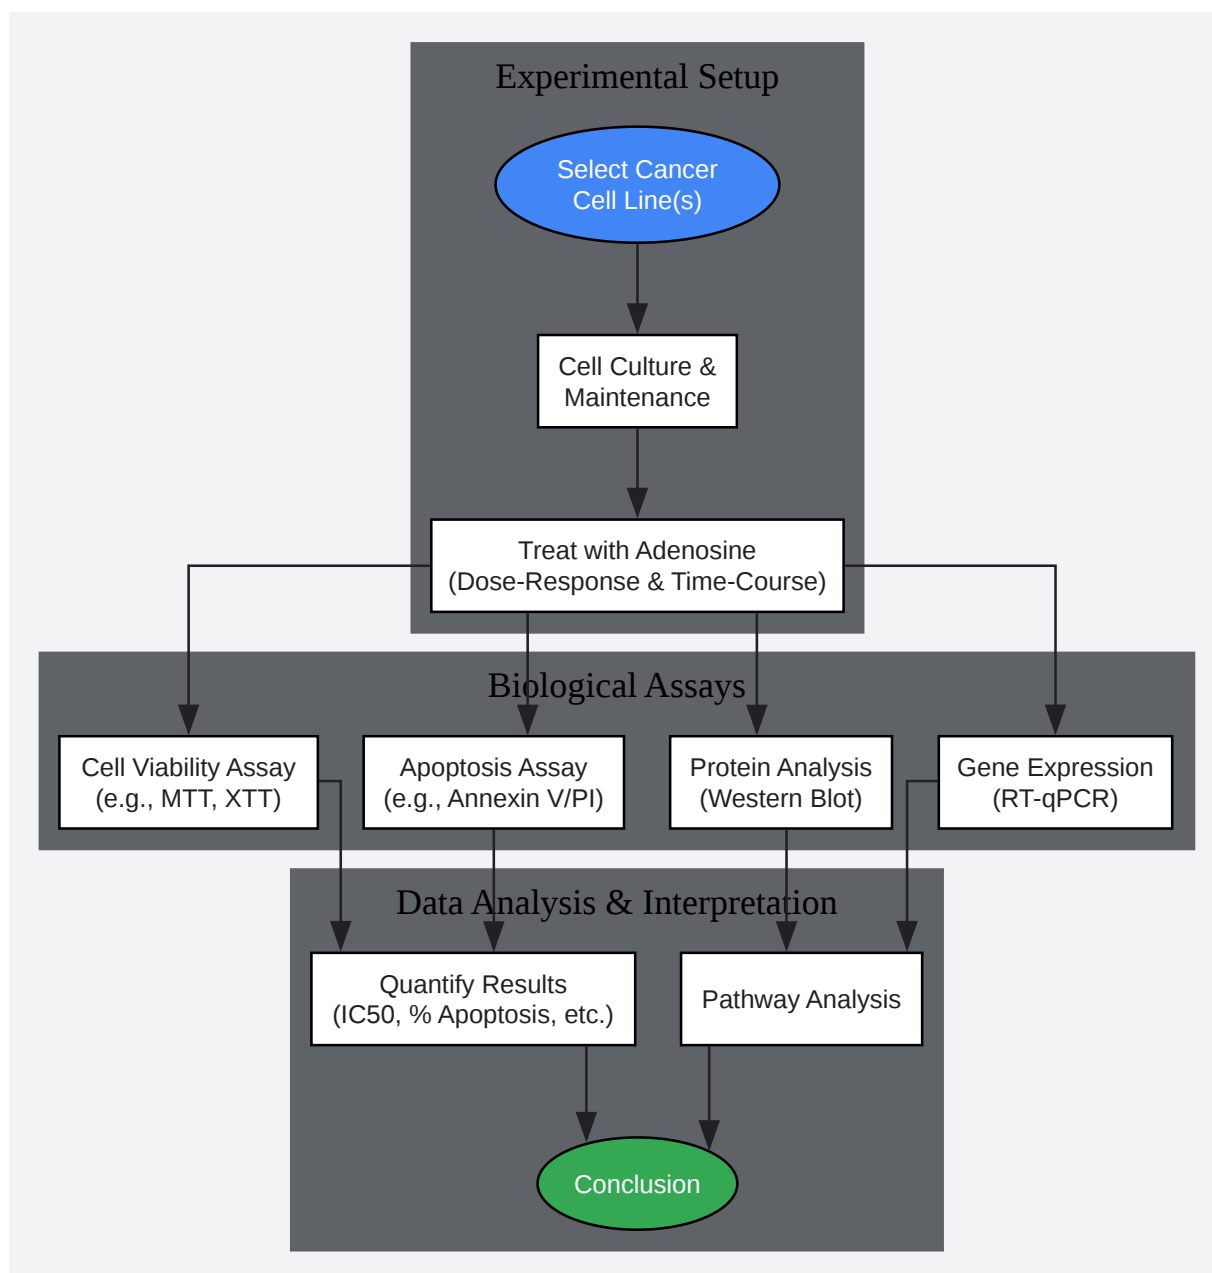 Experimental Setup
Select Cancer
Cell Line(s)
Cell Culture &
Maintenance
Treat with Adenosine
(Dose-Response & Time-Course)
Biological Assays
Cell Viability Assay
(e.g., MTT, XTT)
Apoptosis Assay
(e.g., Annexin V/PI)
Protein Analysis
(Western Blot)
Gene Expression
(RT-qPCR)
Data Analysis & Interpretation
Quantify Results
(IC50, % Apoptosis, etc.)
Pathway Analysis
Conclusion